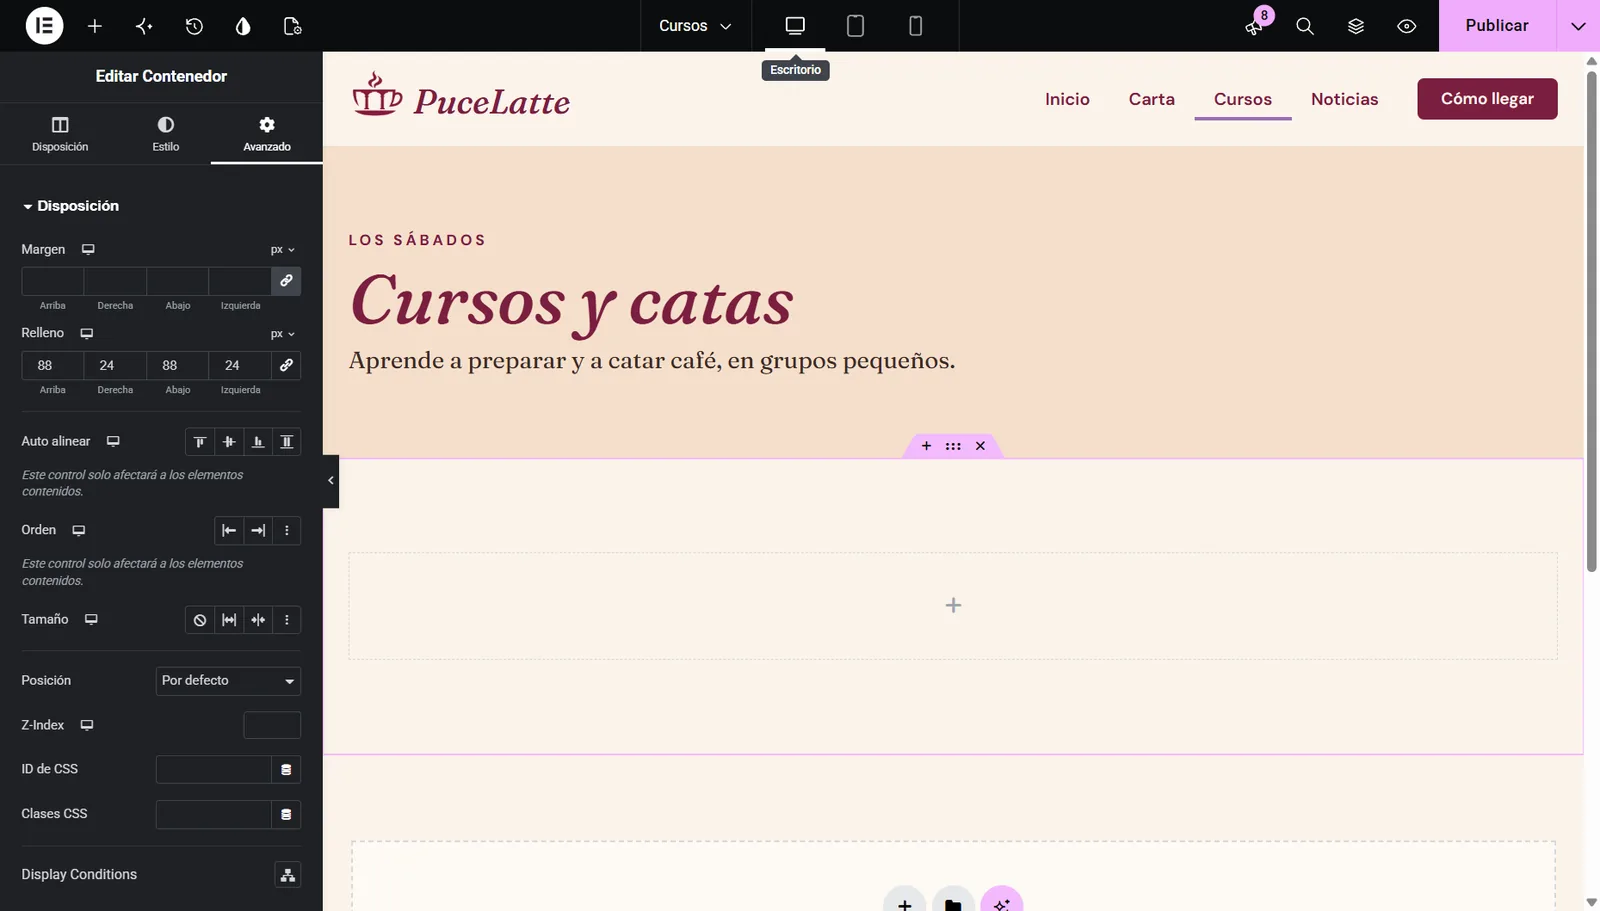 Cursos
8
Publicar
Escritorio
Editar Contenedor
Disposición
Estilo
Avanzado
Disposición
Margen
px
Arriba
Derecha
Abajo
Izquierda
Relleno
px
88
24
88
24
Arriba
Derecha
Abajo
Izquierda
Auto alinear
Este control solo afectará a los elementos
contenidos.
Orden
Este control solo afectará a los elementos
contenidos.
Tamaño
Posición
Por defecto
Z-Index
ID de CSS
Clases CSS
Display Conditions
PuceLatte
Inicio
Carta
Cursos
Noticias
Cómo llegar
LOS SÁBADOS
Cursos y catas
Aprende a preparar y a catar café, en grupos pequeños.